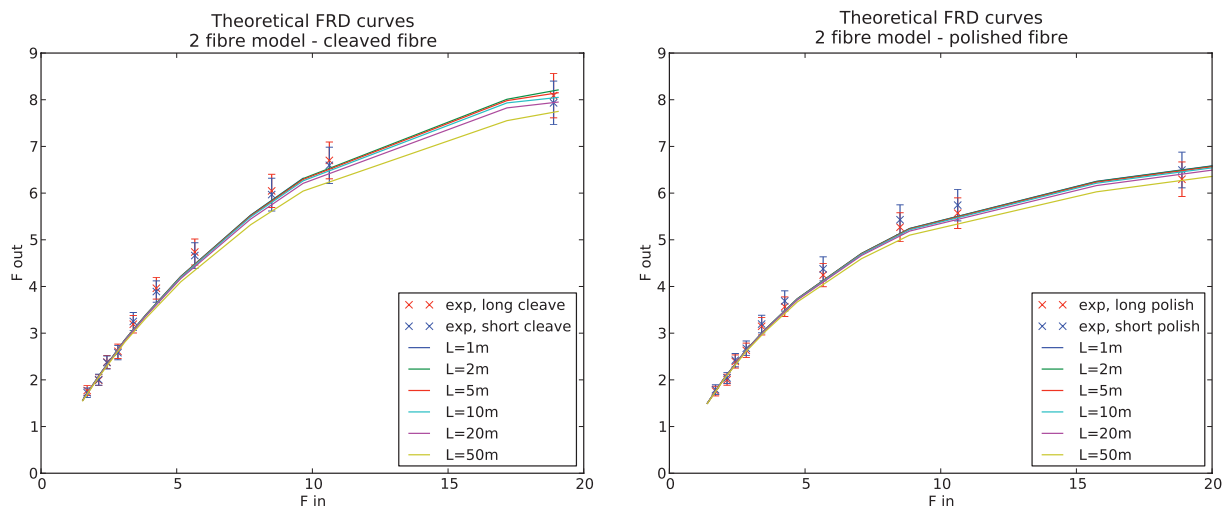 Theoretical FRD curves
2 fibre model - cleaved fibre
9
8
7
6
5
4
3
2
1
0
F out
exp, long cleave
exp, short cleave
L=1m
L=2m
L=5m
L=10m
L=20m
L=50m
0 5 10 15 20
F in
Theoretical FRD curves
2 fibre model - polished fibre
9
8
7
6
5
4
3
2
1
0
F out
exp, long polish
exp, short polish
L=1m
L=2m
L=5m
L=10m
L=20m
L=50m
0 5 10 15 20
F in